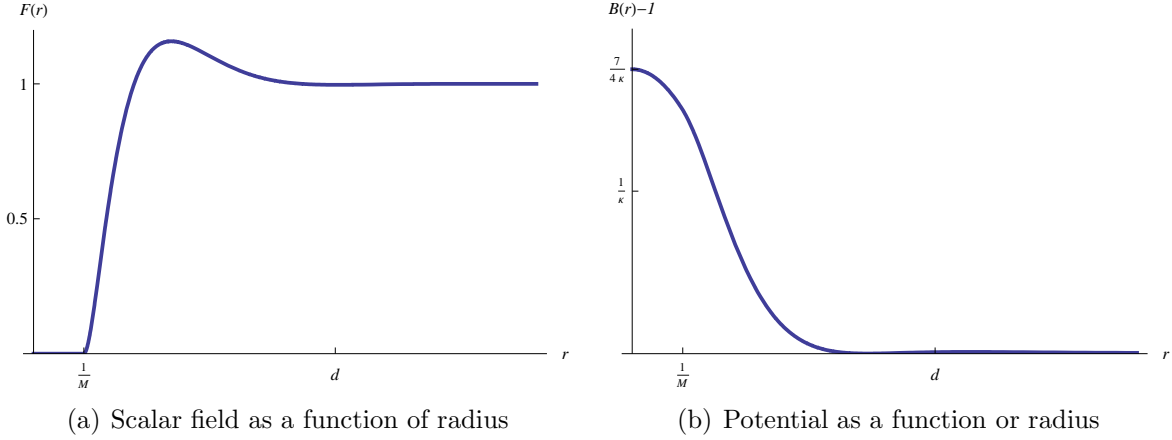 F(r)
1
0.5
1/M
d
r
(a) Scalar field as a function of radius
B(r)-1
7/4κ
1/κ
1/M
d
r
(b) Potential as a function or radius